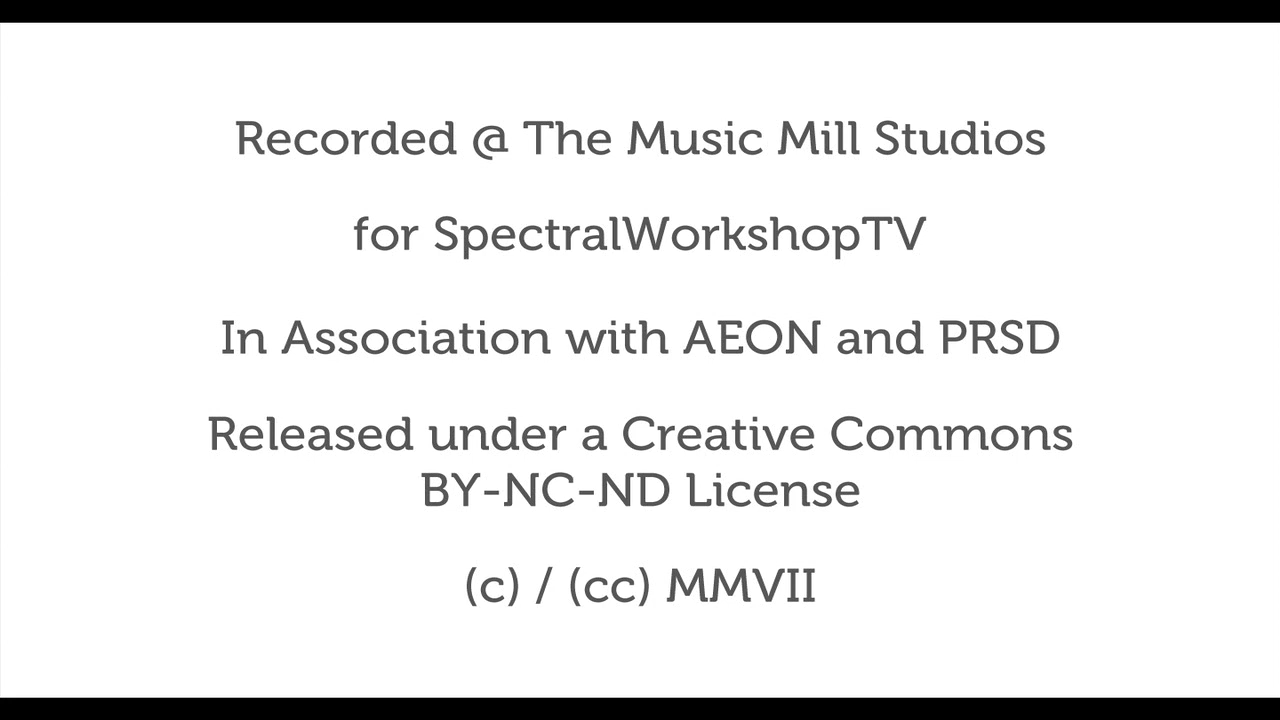 Recorded @ The Music Mill Studios
for SpectralWorkshopTV
In Association with AEON and PRSD
Released under a Creative Commons
BY-NC-ND License
(c) / (cc) MMVII